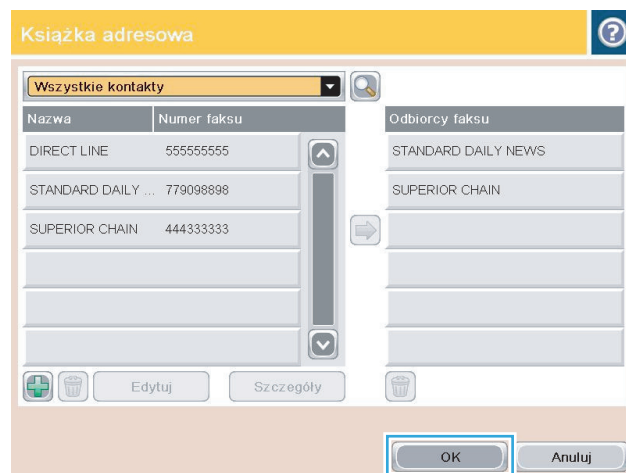 Książka adresowa
?
Wszystkie kontakty
Nazwa Numer faksu
DIRECT LINE 555555555
STANDARD DAILY ... 779098898
SUPERIOR CHAIN 444333333
Edytuj Szczegóły
Odbiorcy faksu
STANDARD DAILY NEWS
SUPERIOR CHAIN
OK Anuluj